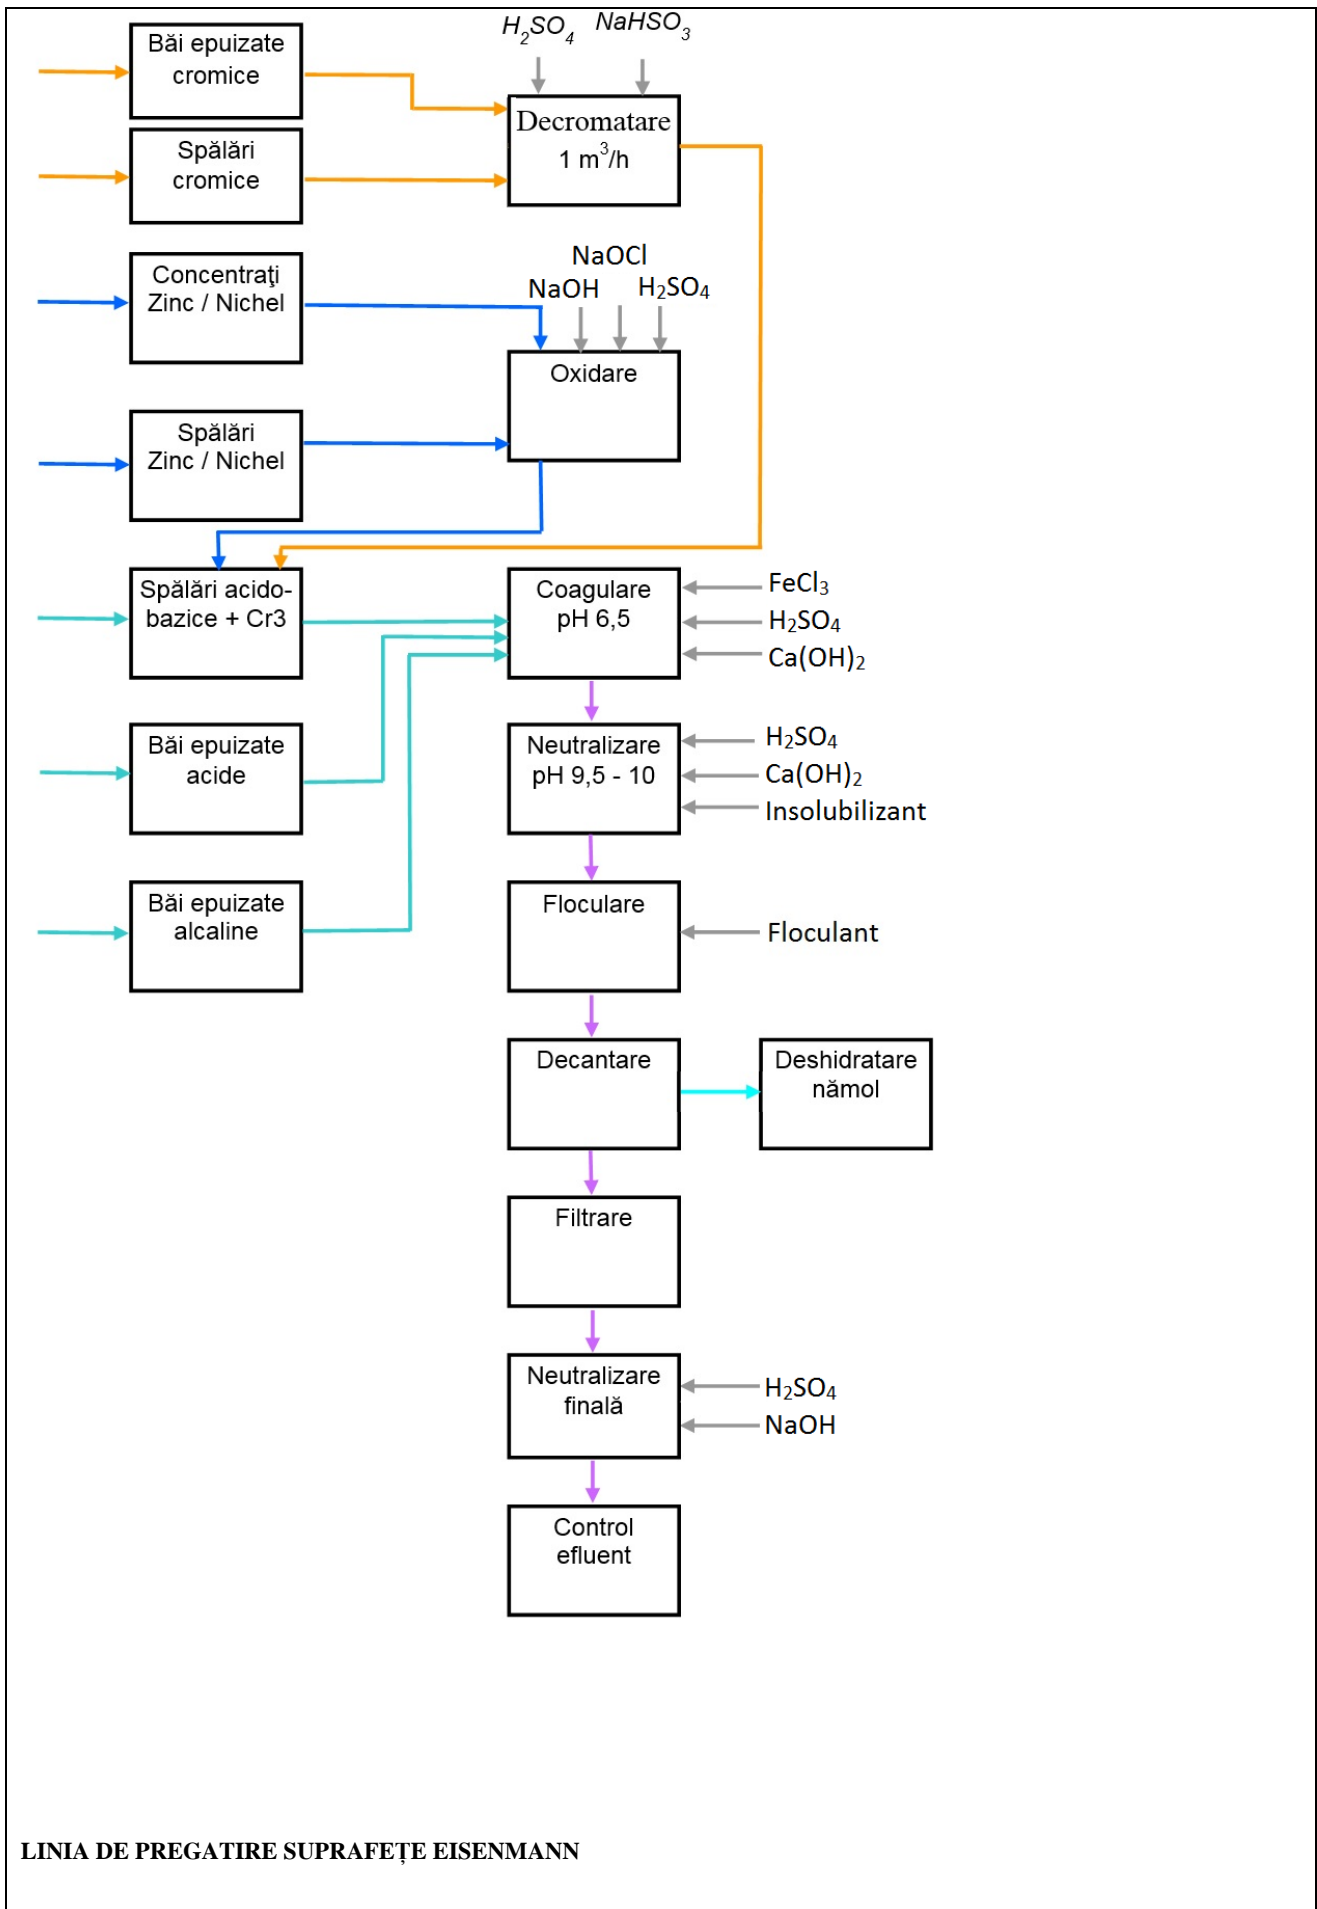 H₂SO₄ NaHSO₃
Băi epuizate
cromice
Decromatare
1 m³/h
Spălări
cromice
Concentraţi
Zinc / Nichel
NaOCl
NaOH H₂SO₄
Oxidare
Spălări
Zinc / Nichel
Spălări acido-
bazice + Cr3
Coagulare
pH 6,5
FeCl₃
H₂SO₄
Ca(OH)₂
Băi epuizate
acide
Neutralizare
pH 9,5 - 10
H₂SO₄
Ca(OH)₂
Insolubilizant
Băi epuizate
alcaline
Floculare
Floculant
Decantare
Deshidratare
nămol
Filtrare
Neutralizare
finală
H₂SO₄
NaOH
Control
efluent
LINIA DE PREGATIRE SUPRAFEȚE EISENMANN